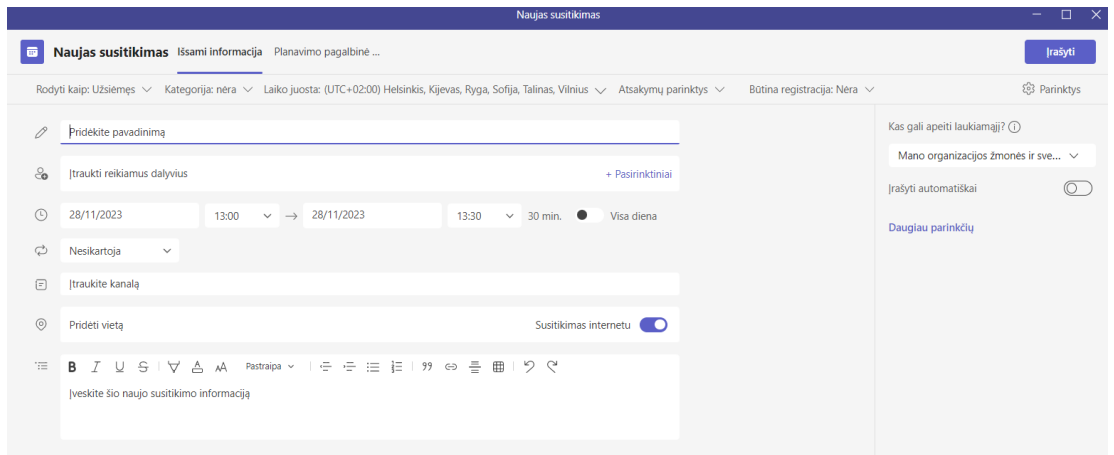 Naujas susitikimas
Naujas susitikimas Išsami informacija Planavimo pagalbinė ... Įrašyti
Rodyti kaip: Užsiėmęs Kategorija: nėra Laiko juosta: (UTC+02:00) Helsinkis, Kijevas, Ryga, Sofija, Talinas, Vilnius Atsakymų parinktys Būtina registracija: Nėra Parinktys
Pridėkite pavadinimą
Įtraukti reikiamus dalyvius + Pasirinktiniai
28/11/2023 13:00 → 28/11/2023 13:30 30 min. Visa diena
Nesikartoja
Įtraukite kanalą
Pridėti vietą Susitikimas internetu
B I U S AA Pastraipa
Įveskite šio naujo susitikimo informaciją
Kas gali apeiti laukiamąjį?
Mano organizacijos žmonės ir sve...
Įrašyti automatiškai
Daugiau parinkčių